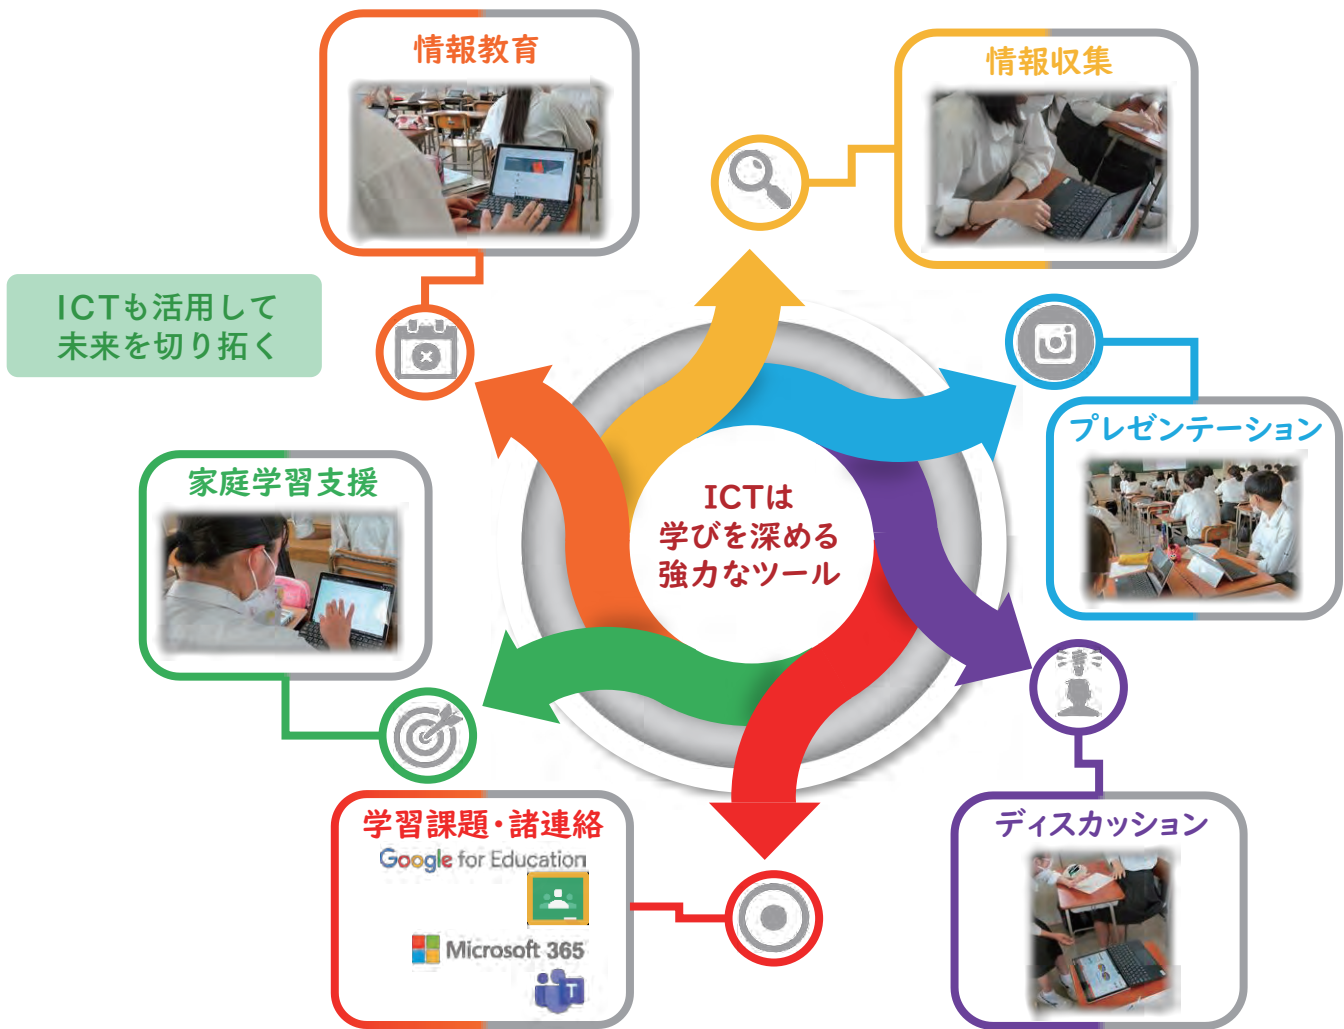 情報教育
情報収集
ICTも活用して
未来を切り拓く
プレゼンテーション
家庭学習支援
ICTは
学びを深める
強力なツール
学習課題・諸連絡
Google for Education
Microsoft 365
T
ディスカッション